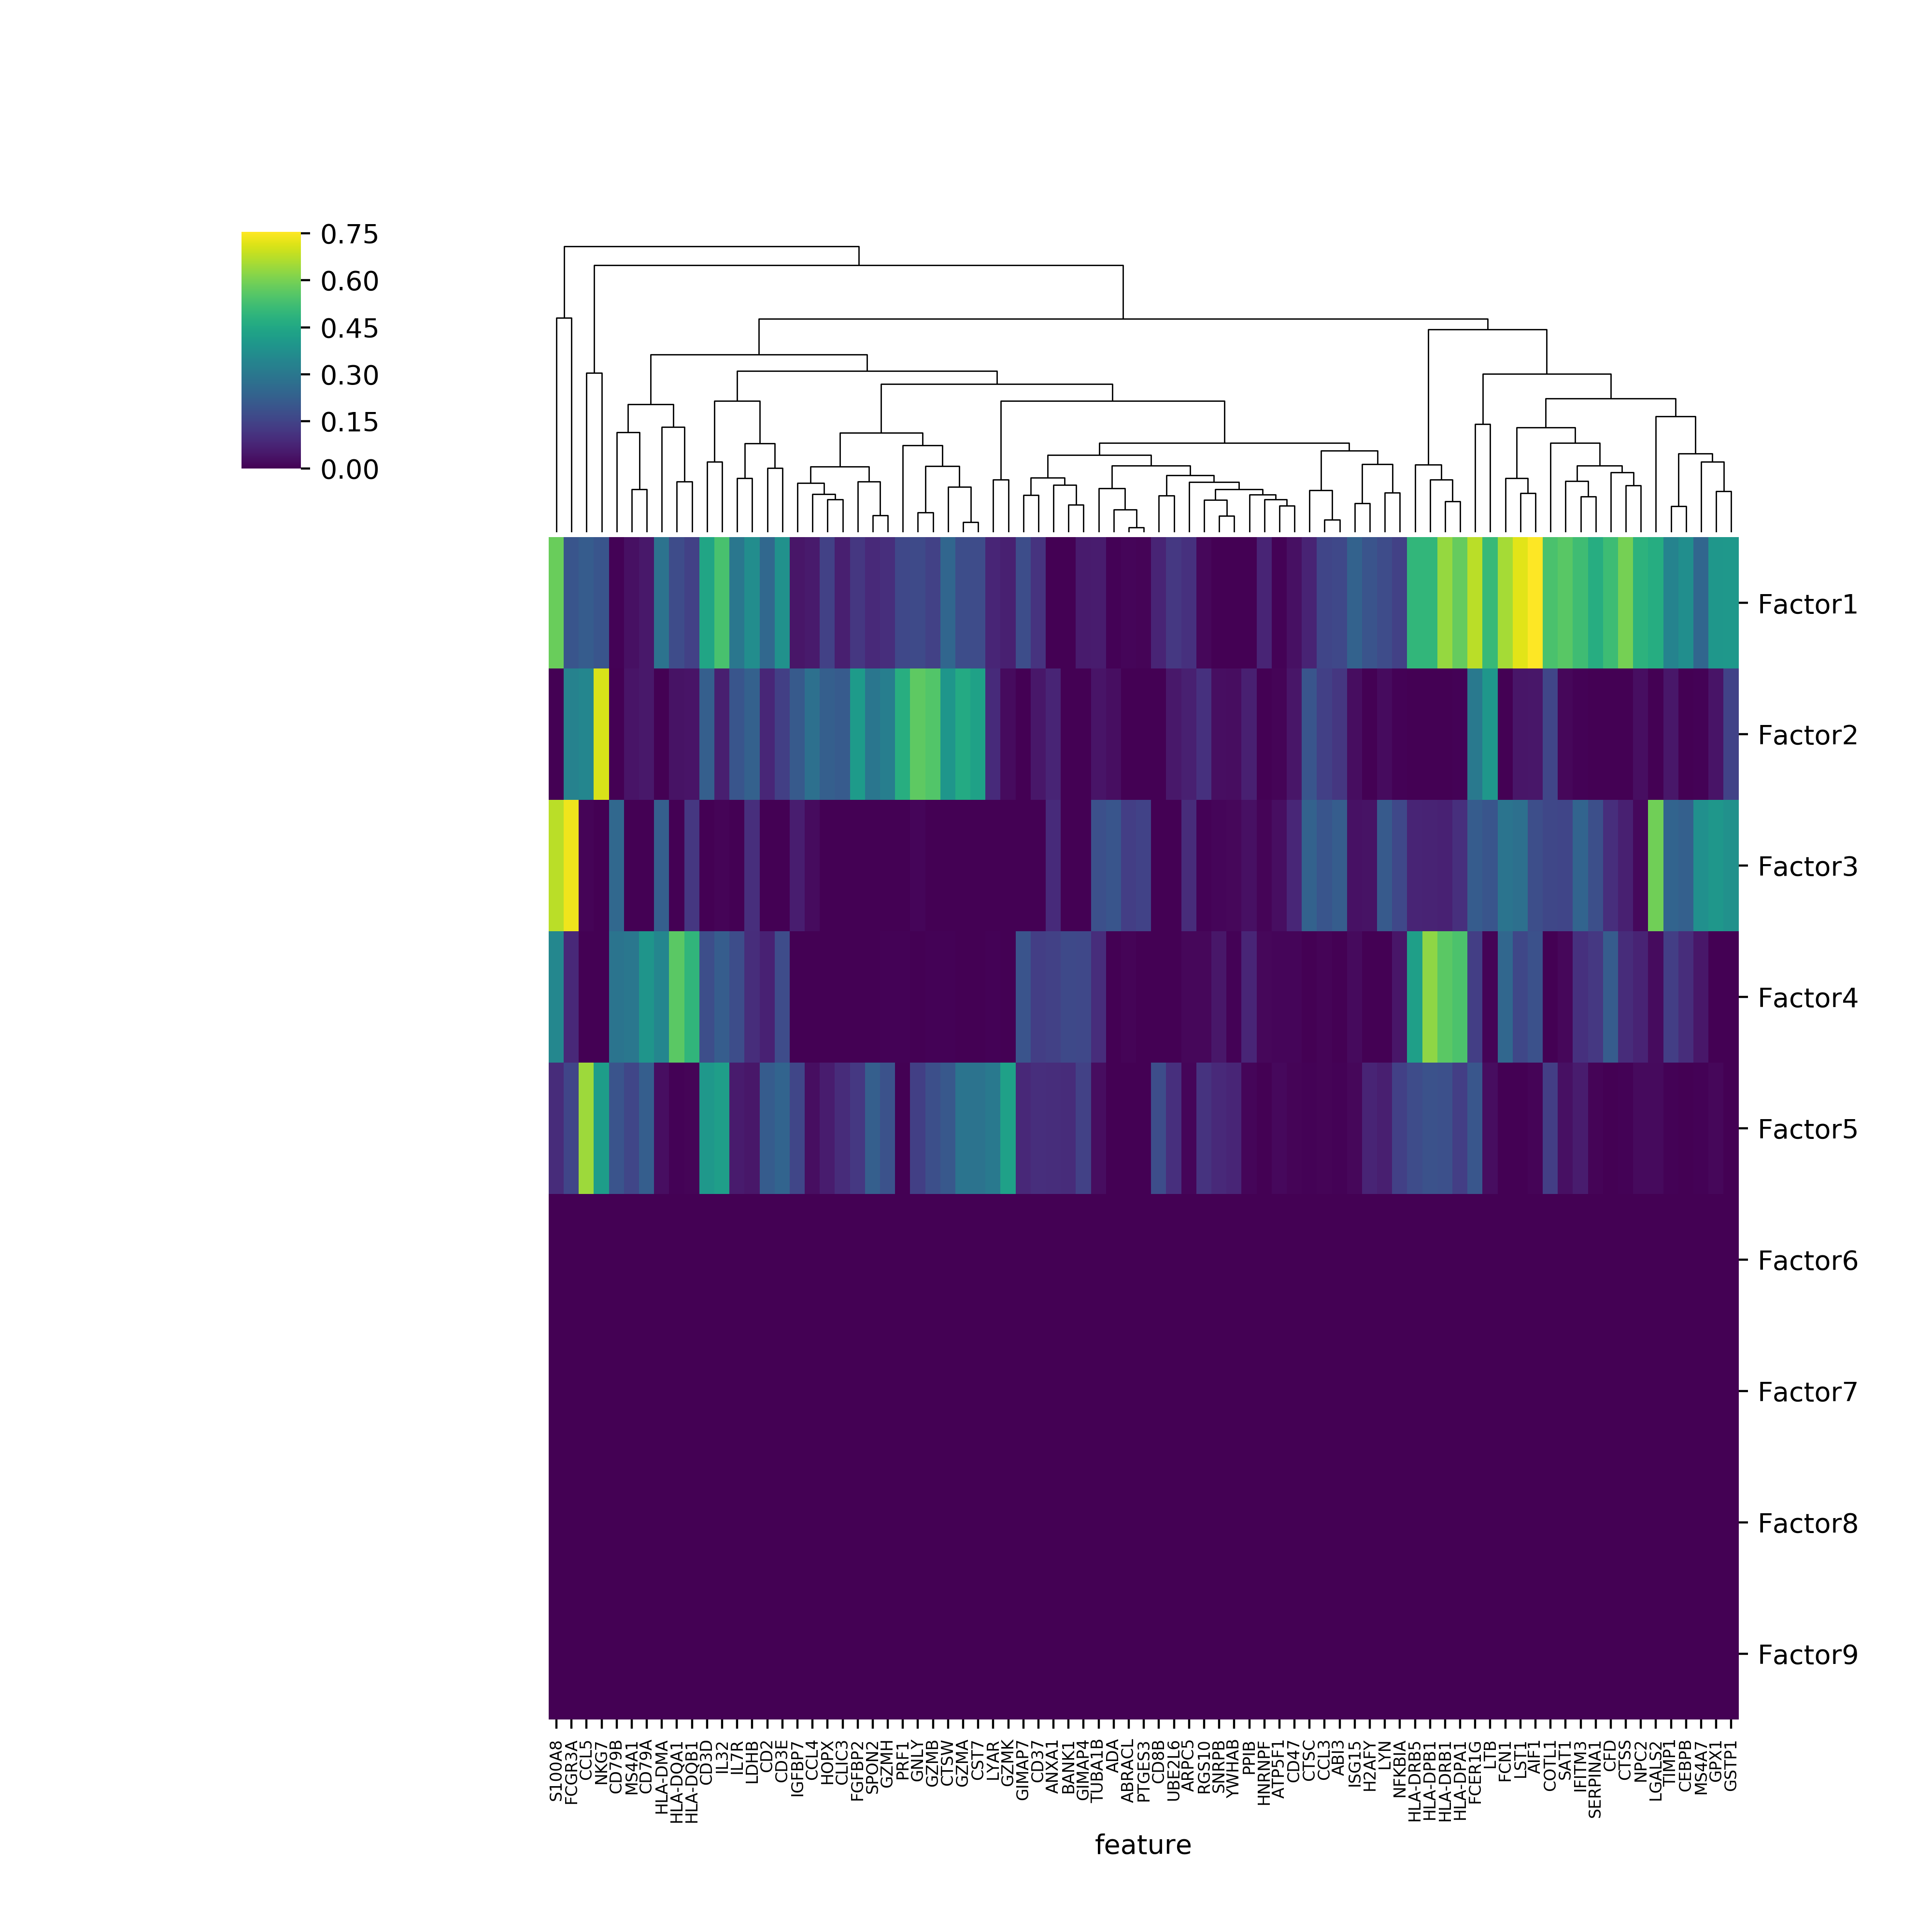 0.75
0.60
0.45
0.30
0.15
0.00
Factor1
Factor2
Factor3
Factor4
Factor5
Factor6
Factor7
Factor8
Factor9
S100A8
FCGR3A
CCL5
NKG7
CD79B
MS4A1
CD79A
HLA-DMA
HLA-DQA1
HLA-DQB1
CD3D
IL32
IL7R
LDHB
CD2
CD3E
IGFBP7
CCL4
HOPX
CLIC3
FGFBP2
SPON2
GZMH
PRF1
GNLY
GZMB
CTSW
GZMA
CST7
LYAR
GZMK
GIMAP7
CD37
ANXA1
BANK1
GIMAP4
TUBA1B
ADA
ABRACL
PTGES3
CD8B
UBE2L6
ARPC5
RGS10
SNRPB
YWHAB
PPIB
HNRNPF
ATP5F1
CD47
CTSC
CCL3
ABI3
ISG15
H2AFY
LYN
NFKBIA
HLA-DRB5
HLA-DPB1
HLA-DRB1
HLA-DPA1
FCER1G
LTB
FCN1
LST1
AIF1
COTL1
SAT1
IFITM3
SERPINA1
CFD
CTSS
NPC2
LGALS2
TIMP1
CEBPB
MS4A7
GPX1
GSTP1
feature